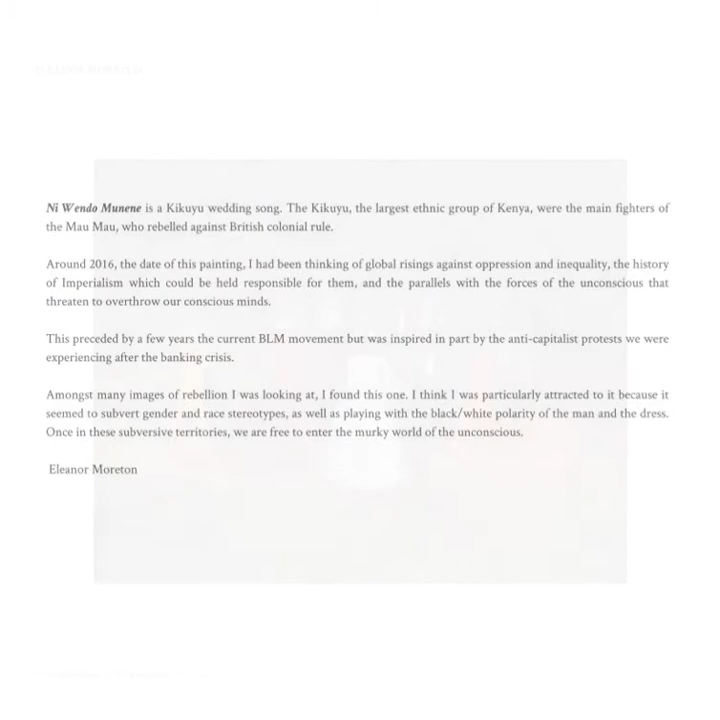 Ni Wendo Munene is a Kikuyu wedding song. The Kikuyu, the largest ethnic group of Kenya, were the main fighters of
the Mau Mau, who rebelled against British colonial rule.
Around 2016, the date of this painting, I had been thinking of global risings against oppression and inequality, the history
of Imperialism which could be held responsible for them, and the parallels with the forces of the unconscious that
threaten to overthrow our conscious minds.
This preceded by a few years the current BLM movement but was inspired in part by the anti-capitalist protests we were
experiencing after the banking crisis.
Amongst many images of rebellion I was looking at, I found this one. I think I was particularly attracted to it because it
seemed to subvert gender and race stereotypes, as well as playing with the black/white polarity of the man and the dress.
Once in these subversive territories, we are free to enter the murky world of the unconscious.
Eleanor Moreton